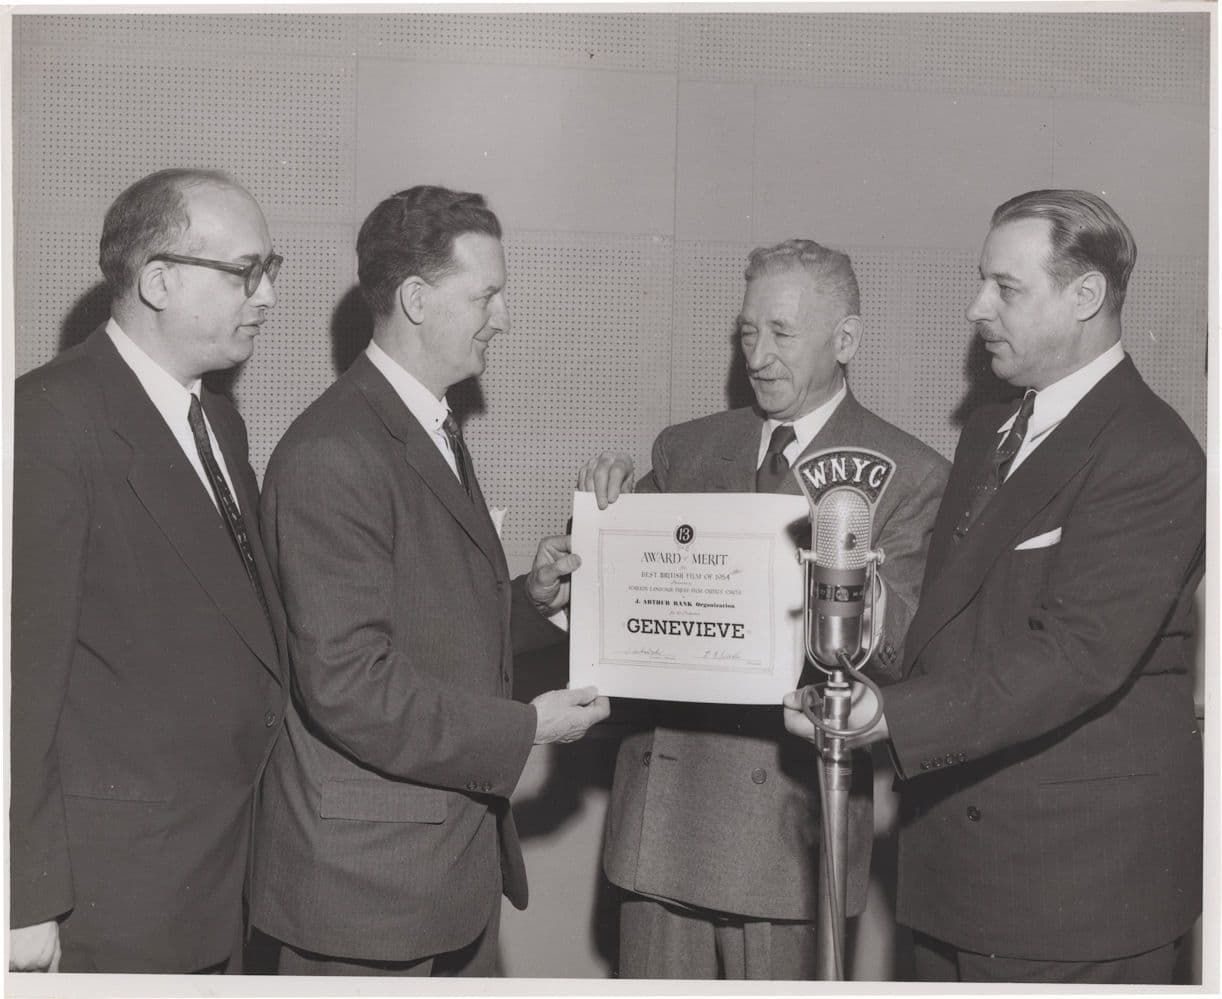 WNYC
13
AWARD of MERIT
BEST BRITISH FILM OF 1954
FOREIGN LANGUAGE PRESS FILM CRITICS CIRCLE
J. ARTHUR RANK Organization
GENEVIEVE